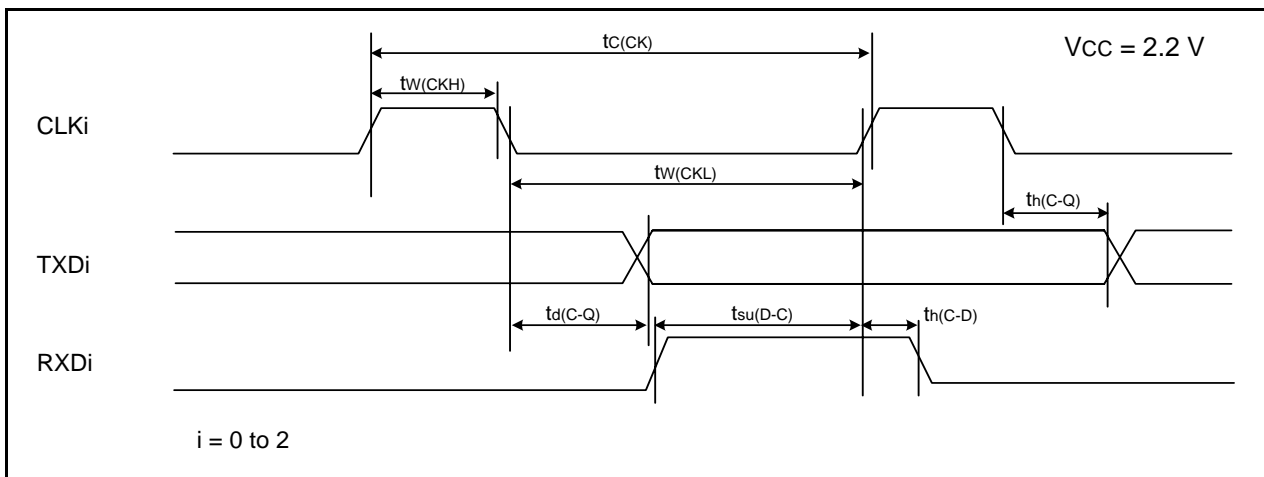 tC(CK)
VCC = 2.2 V
tW(CKH)
CLKi
tW(CKL)
th(C-Q)
TXDi
td(C-Q)
tsu(D-C)
th(C-D)
RXDi
i = 0 to 2